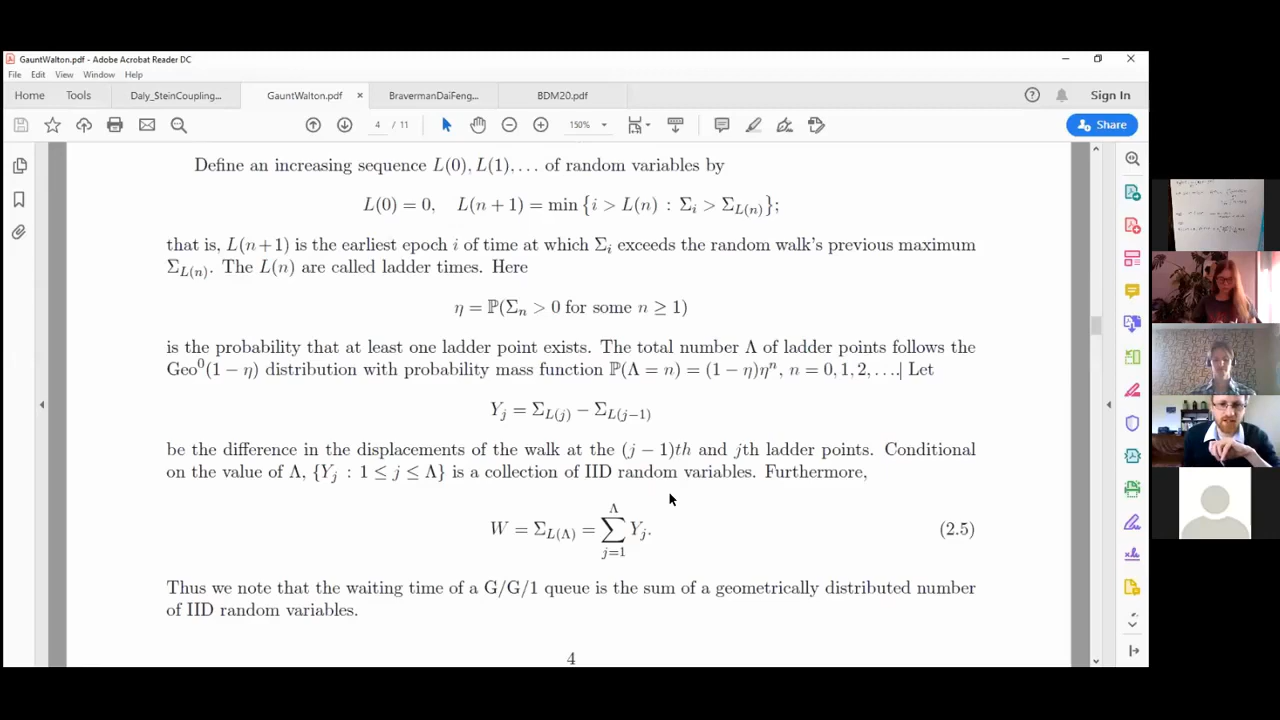 GauntWalton.pdf - Adobe Acrobat Reader DC
File Edit View Window Help
Home Tools Daly_SteinCoupling... GauntWalton.pdf × BravermanDaiFeng... BDM20.pdf Sign In
4 / 11 150% Share
Define an increasing sequence L(0), L(1), . . . of random variables by
L(0) = 0, L(n + 1) = min {i > L(n) : Σ_i > Σ_{L(n)}};
that is, L(n+1) is the earliest epoch i of time at which Σ_i exceeds the random walk's previous maximum
Σ_{L(n)}. The L(n) are called ladder times. Here
η = ℙ(Σ_n > 0 for some n ≥ 1)
is the probability that at least one ladder point exists. The total number Λ of ladder points follows the
Geo^0(1 − η) distribution with probability mass function ℙ(Λ = n) = (1 − η)η^n, n = 0, 1, 2, . . . . Let
Y_j = Σ_{L(j)} − Σ_{L(j−1)}
be the difference in the displacements of the walk at the (j − 1)th and jth ladder points. Conditional
on the value of Λ, {Y_j : 1 ≤ j ≤ Λ} is a collection of IID random variables. Furthermore,
W = Σ_{L(Λ)} = ∑_{j=1}^{Λ} Y_j. (2.5)
Thus we note that the waiting time of a G/G/1 queue is the sum of a geometrically distributed number
of IID random variables.
4